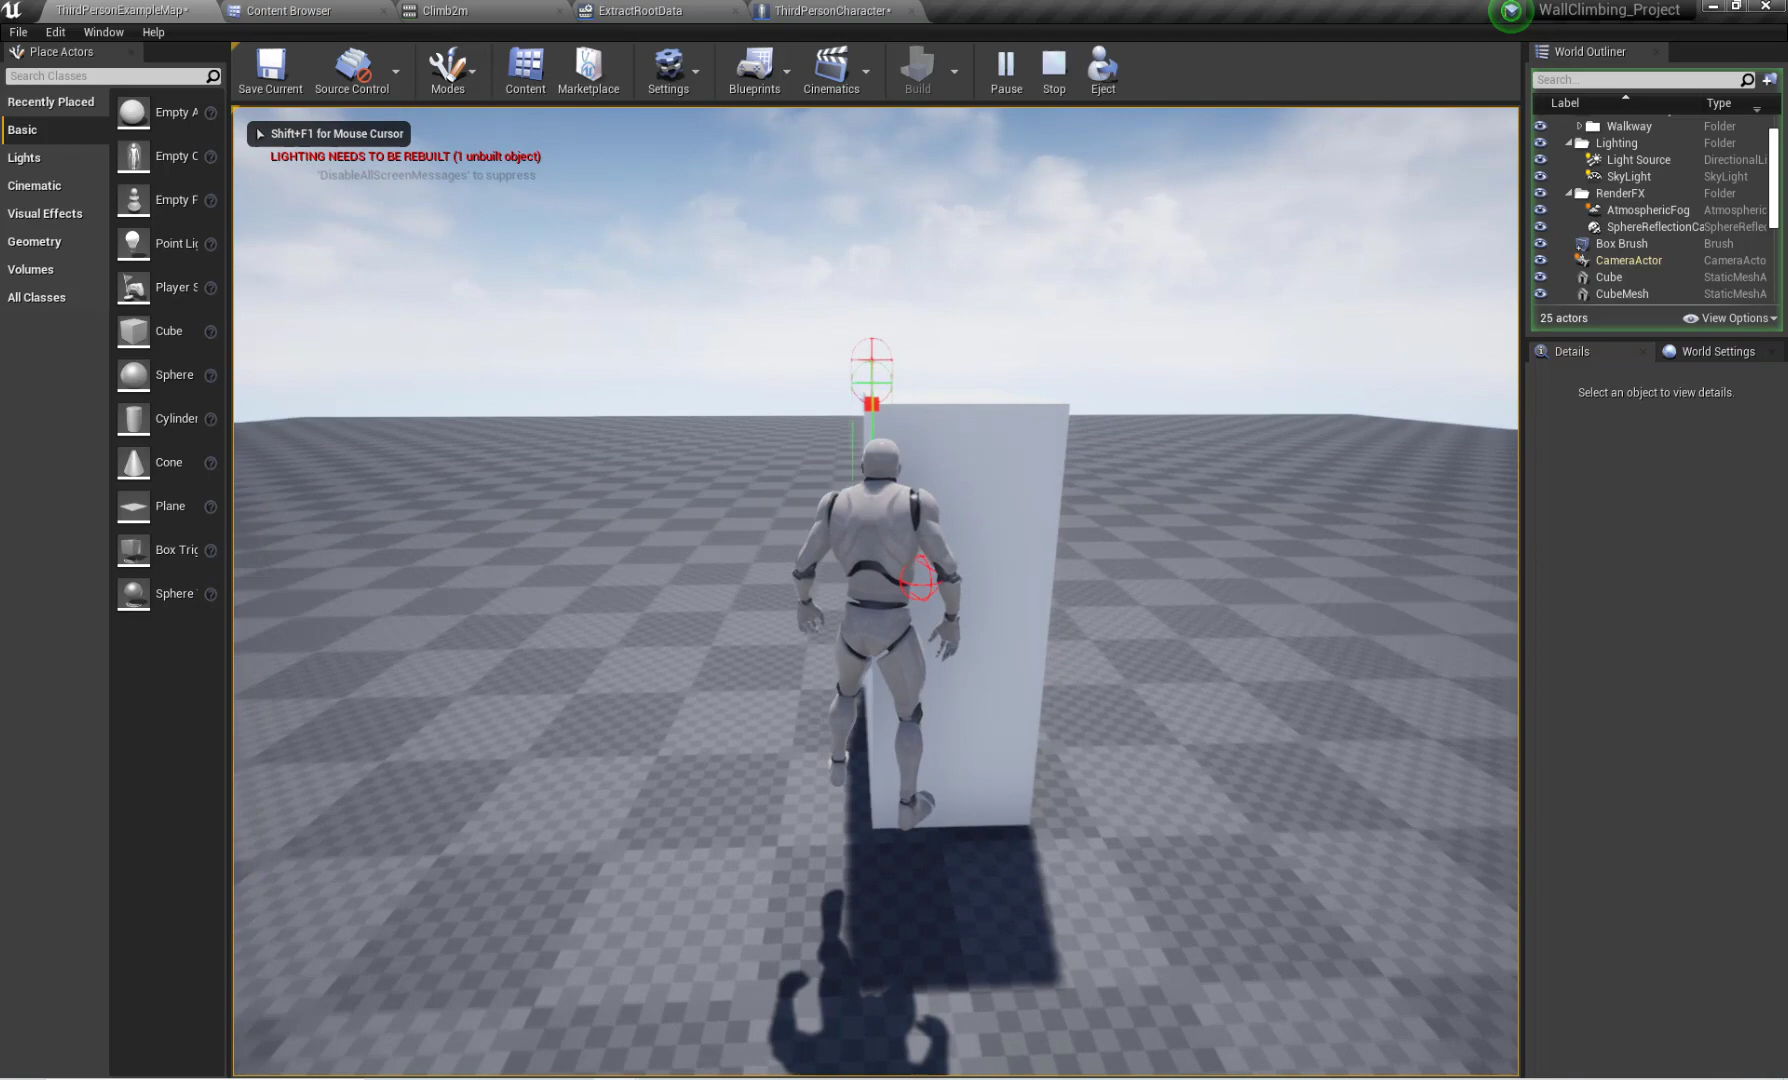 ThirdPersonExampleMap*
Content Browser
Climb2m
ExtractRootData
ThirdPersonCharacter*
WallClimbing_Project
File
Edit
Window
Help
Place Actors
Search Classes
Recently Placed
Basic
Lights
Cinematic
Visual Effects
Geometry
Volumes
All Classes
Empty A
Empty C
Empty F
Point Lig
Player S
Cube
Sphere
Cylinder
Cone
Plane
Box Trig
Sphere
Save Current
Source Control
Modes
Content
Marketplace
Settings
Blueprints
Cinematics
Build
Pause
Stop
Eject
Shift+F1 for Mouse Cursor
LIGHTING NEEDS TO BE REBUILT (1 unbuilt object)
'DisableAllScreenMessages' to suppress
World Outliner
Search...
Label Type
Walkway Folder
Lighting Folder
Light Source DirectionalLi
SkyLight SkyLight
RenderFX Folder
AtmosphericFog Atmospheric
SphereReflectionCa SphereReflec
Box Brush Brush
CameraActor CameraActo
Cube StaticMeshA
CubeMesh StaticMeshA
25 actors
View Options
Details
World Settings
Select an object to view details.